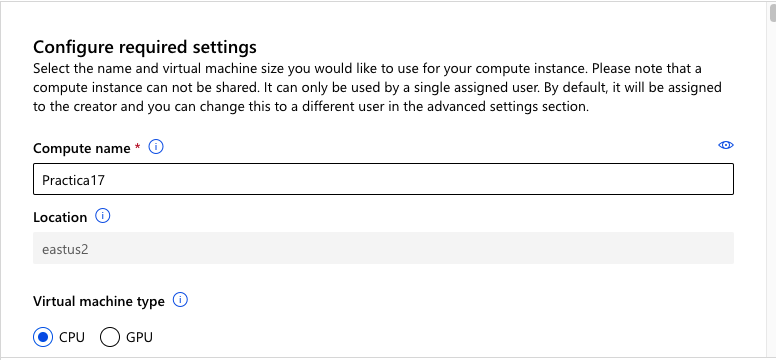 Configure required settings
Select the name and virtual machine size you would like to use for your compute instance. Please note that a
compute instance can not be shared. It can only be used by a single assigned user. By default, it will be assigned
to the creator and you can change this to a different user in the advanced settings section.
Compute name *
Practica17
Location
eastus2
Virtual machine type
CPU GPU